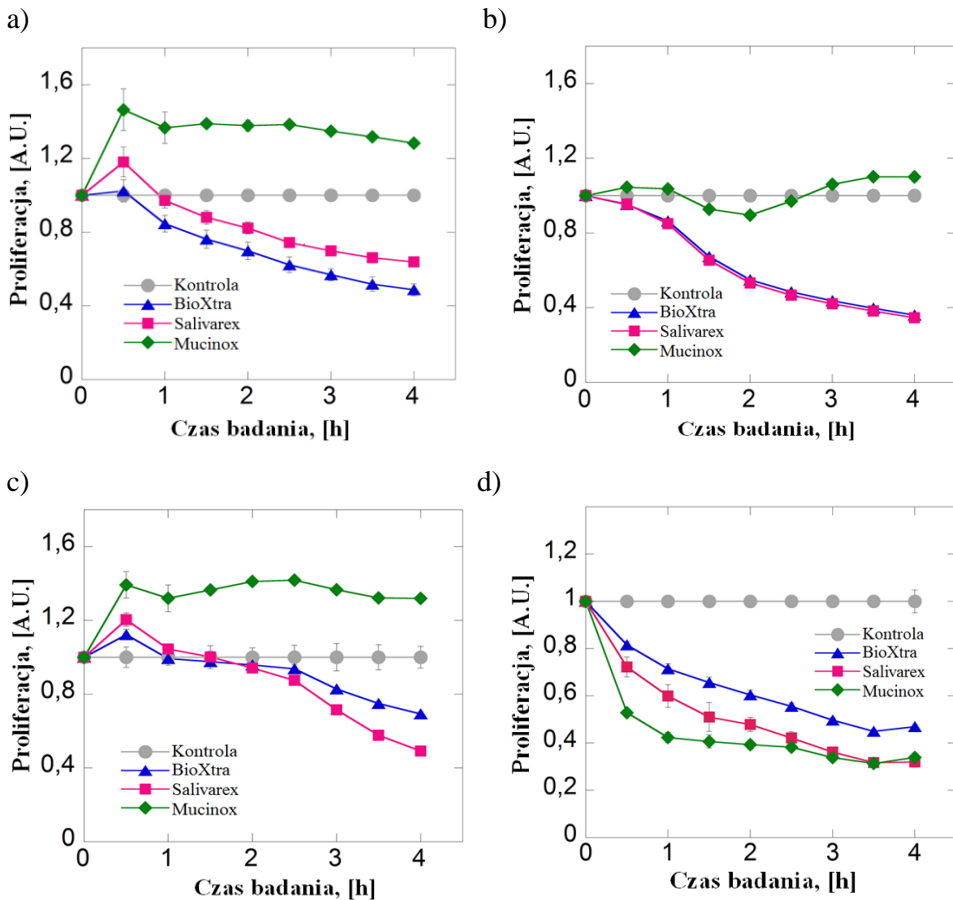 a)
Proliferacja, [A.U.]
1,6
1,2
0,8
0,4
0
Kontrola
BioXtra
Salivarex
Mucinox
0 1 2 3 4
Czas badania, [h]
b)
Proliferacja, [A.U.]
1,6
1,2
0,8
0,4
0
Kontrola
BioXtra
Salivarex
Mucinox
0 1 2 3 4
Czas badania, [h]
c)
Proliferacja, [A.U.]
1,6
1,2
0,8
0,4
0
Kontrola
BioXtra
Salivarex
Mucinox
0 1 2 3 4
Czas badania, [h]
d)
Proliferacja, [A.U.]
1,2
1
0,8
0,6
0,4
0,2
0
Kontrola
BioXtra
Salivarex
Mucinox
0 1 2 3 4
Czas badania, [h]